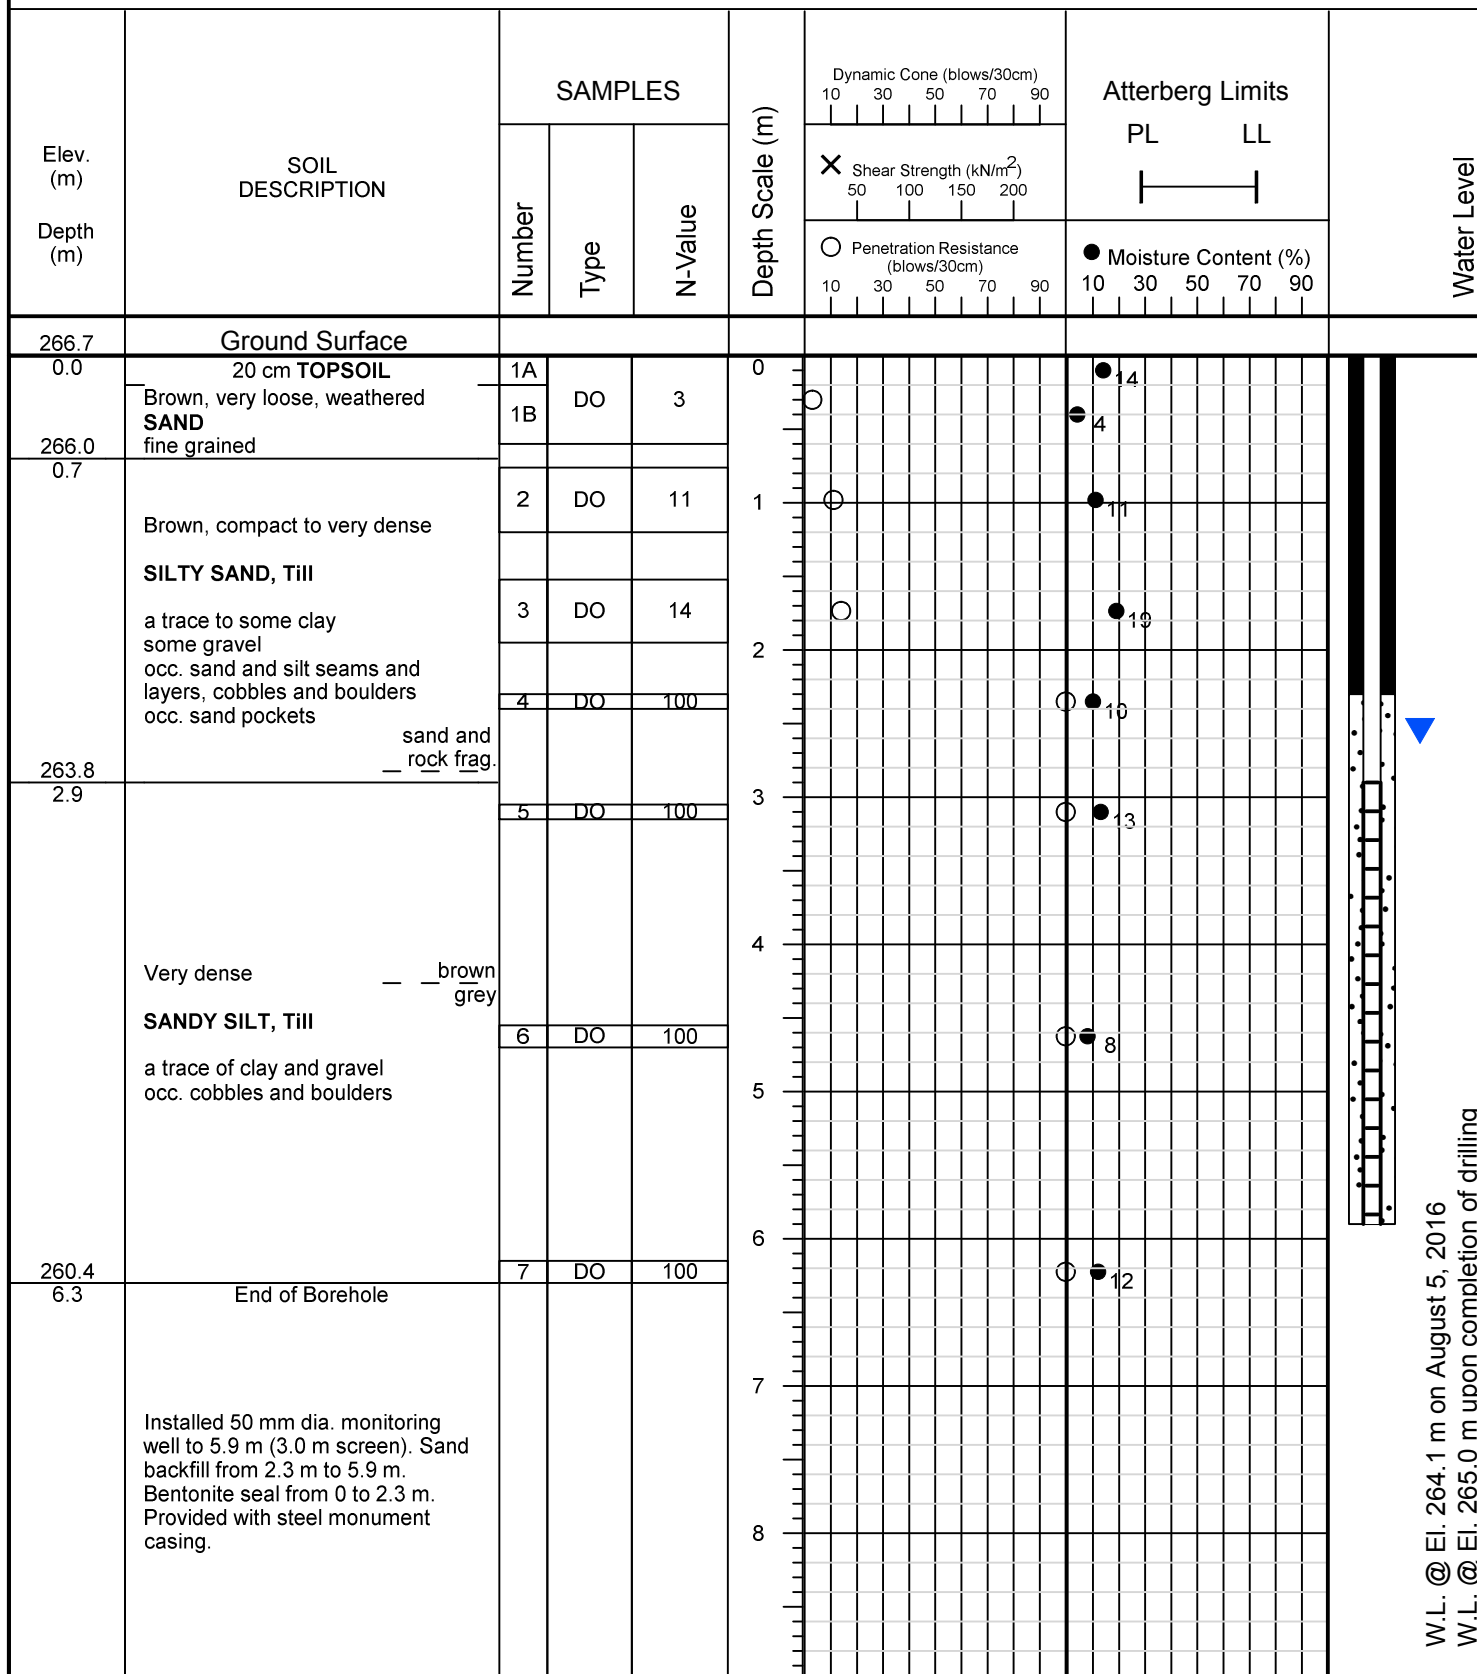 Elev.
(m)
Depth
(m)
SOIL
DESCRIPTION
SAMPLES
Number
Type
N-Value
Depth Scale (m)
Dynamic Cone (blows/30cm)
10 30 50 70 90
Shear Strength (kN/m2)
50 100 150 200
Penetration Resistance
(blows/30cm)
10 30 50 70 90
Atterberg Limits
PL LL
Moisture Content (%)
10 30 50 70 90
Water Level
266.7 Ground Surface
0.0 20 cm TOPSOIL 1A 0 14
Brown, very loose, weathered DO 3
SAND 1B 4
266.0 fine grained
0.7
2 DO 11 1 11
Brown, compact to very dense
SILTY SAND, Till
3 DO 14 19
a trace to some clay
some gravel 2
occ. sand and silt seams and
layers, cobbles and boulders 4 DO 100 10
occ. sand pockets
sand and
rock frag.
263.8
2.9 3
5 DO 100 13
4
Very dense brown
grey
SANDY SILT, Till
6 DO 100 8
a trace of clay and gravel
occ. cobbles and boulders 5
6
260.4 7 DO 100 12
6.3 End of Borehole
7
Installed 50 mm dia. monitoring
well to 5.9 m (3.0 m screen). Sand
backfill from 2.3 m to 5.9 m.
Bentonite seal from 0 to 2.3 m.
Provided with steel monument 8
casing.
W.L. @ El. 264.1 m on August 5, 2016
W.L. @ El. 265.0 m upon completion of drilling